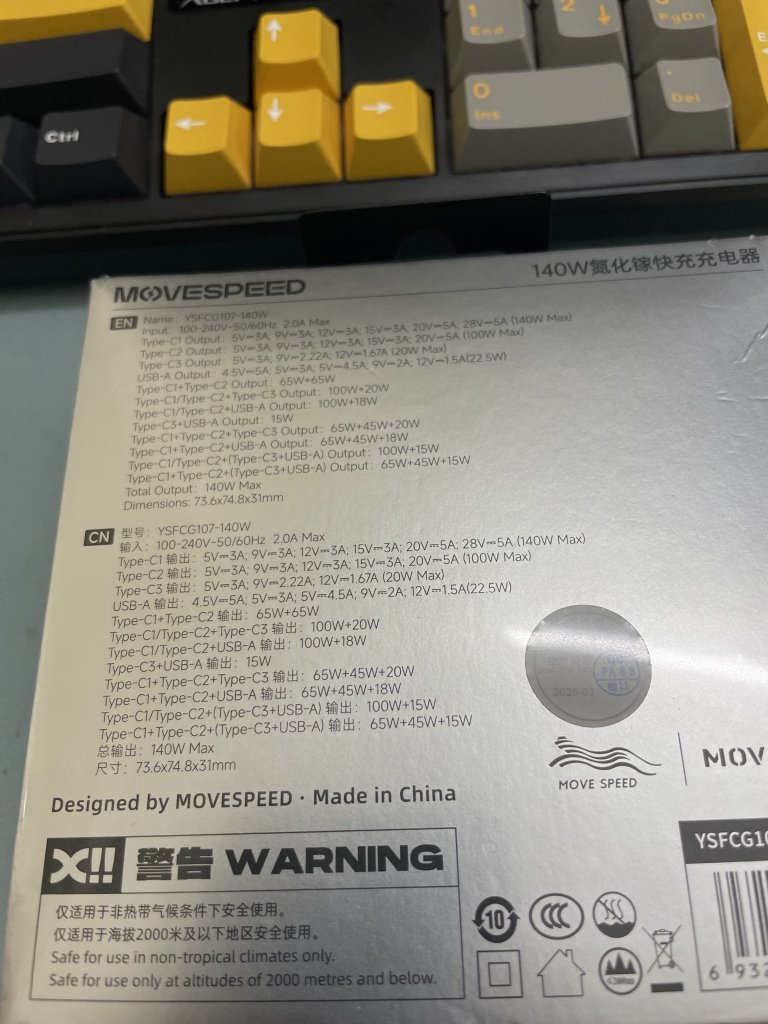 Ctrl
↑
←
↓
→
1
End
2
↓
PgDn
0
Ins
.
Del
MOVESPEED
140W氮化镓快充充电器
EN Name: YSFCG107-140W
Input: 100-240V~50/60Hz 2.0A Max
Type-C1 Output: 5V⎓3A; 9V⎓3A; 12V⎓3A; 15V⎓3A; 20V⎓5A; 28V⎓5A (140W Max)
Type-C2 Output: 5V⎓3A; 9V⎓3A; 12V⎓3A; 15V⎓3A; 20V⎓5A (100W Max)
Type-C3 Output: 5V⎓3A; 9V⎓2.22A; 12V⎓1.67A (20W Max)
USB-A Output: 4.5V⎓5A; 5V⎓3A; 5V⎓4.5A; 9V⎓2A; 12V⎓1.5A(22.5W)
Type-C1+Type-C2 Output: 65W+65W
Type-C1/Type-C2+Type-C3 Output: 100W+20W
Type-C1/Type-C2+USB-A Output: 100W+18W
Type-C3+USB-A Output: 15W
Type-C1+Type-C2+Type-C3 Output: 65W+45W+20W
Type-C1+Type-C2+USB-A Output: 65W+45W+18W
Type-C1/Type-C2+(Type-C3+USB-A) Output: 100W+15W
Type-C1+Type-C2+(Type-C3+USB-A) Output: 65W+45W+15W
Total Output: 140W Max
Dimensions: 73.6x74.8x31mm
CN 型号: YSFCG107-140W
输入: 100-240V~50/60Hz 2.0A Max
Type-C1 输出: 5V⎓3A; 9V⎓3A; 12V⎓3A; 15V⎓3A; 20V⎓5A; 28V⎓5A (140W Max)
Type-C2 输出: 5V⎓3A; 9V⎓3A; 12V⎓3A; 15V⎓3A; 20V⎓5A (100W Max)
Type-C3 输出: 5V⎓3A; 9V⎓2.22A; 12V⎓1.67A (20W Max)
USB-A 输出: 4.5V⎓5A; 5V⎓3A; 5V⎓4.5A; 9V⎓2A; 12V⎓1.5A(22.5W)
Type-C1+Type-C2 输出: 65W+65W
Type-C1/Type-C2+Type-C3 输出: 100W+20W
Type-C1/Type-C2+USB-A 输出: 100W+18W
Type-C3+USB-A 输出: 15W
Type-C1+Type-C2+Type-C3 输出: 65W+45W+20W
Type-C1+Type-C2+USB-A 输出: 65W+45W+18W
Type-C1/Type-C2+(Type-C3+USB-A) 输出: 100W+15W
Type-C1+Type-C2+(Type-C3+USB-A) 输出: 65W+45W+15W
总输出: 140W Max
尺寸: 73.6x74.8x31mm
PASS
MOVE SPEED
MOV
Designed by MOVESPEED · Made in China
X!! 警告 WARNING
仅适用于非热带气候条件下安全使用。
仅适用于海拔2000米及以下地区安全使用。
Safe for use in non-tropical climates only.
Safe for use only at altitudes of 2000 metres and below.
10
CCC
YSFCG10
6 932